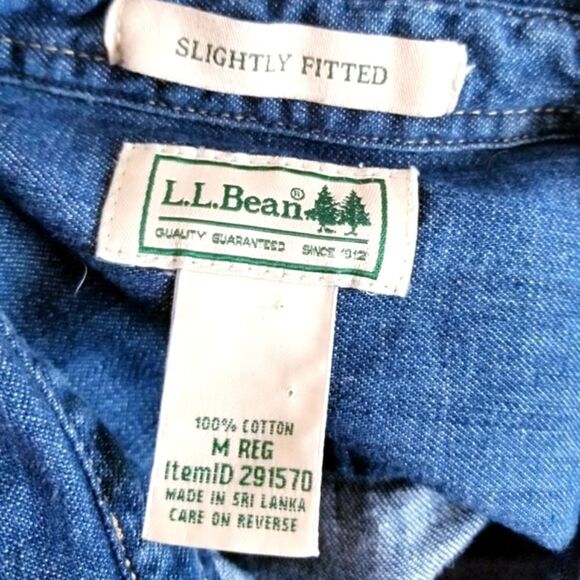 SLIGHTLY FITTED
L.L.Bean®
QUALITY GUARANTEED SINCE 1912
100% COTTON
M REG
ItemID 291570
MADE IN SRI LANKA
CARE ON REVERSE